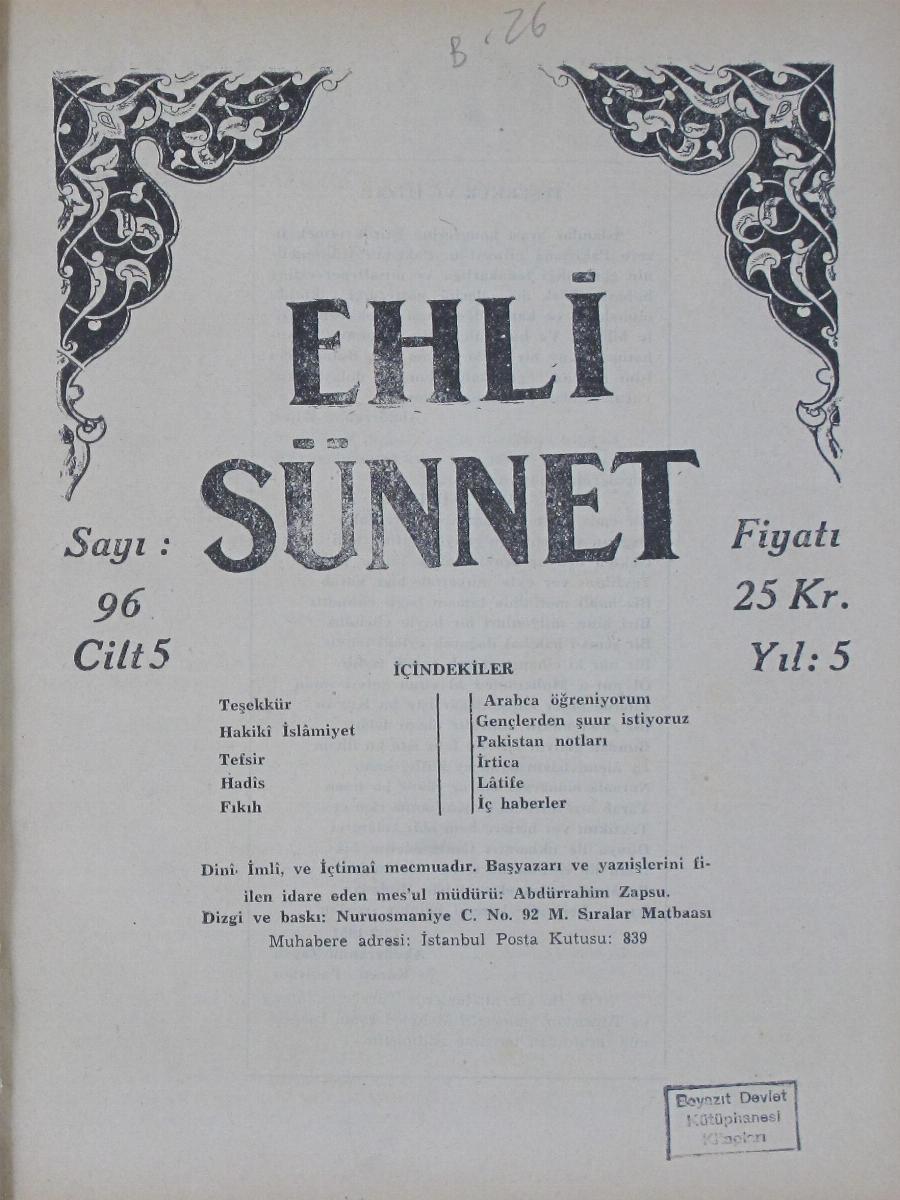 B.26
EHLİ
SÜNNET
Sayı :
96
Cilt 5
Fiyatı
25 Kr.
Yıl: 5
İÇİNDEKİLER
Teşekkür
Hakikî İslâmiyet
Tefsir
Hadîs
Fıkıh
Arabca öğreniyorum
Gençlerden şuur istiyoruz
Pakistan notları
İrtica
Lâtife
İç haberler
Dinî, İmlî, ve İçtimaî mecmuadır. Başyazarı ve yazıişlerini fi-
ilen idare eden mes'ul müdürü: Abdürrahim Zapsu.
Dizgi ve baskı: Nuruosmaniye C. No. 92 M. Sıralar Matbaası
Muhabere adresi: İstanbul Posta Kutusu: 839
Beyazıt Devlet
Kütüphanesi
Kitapları